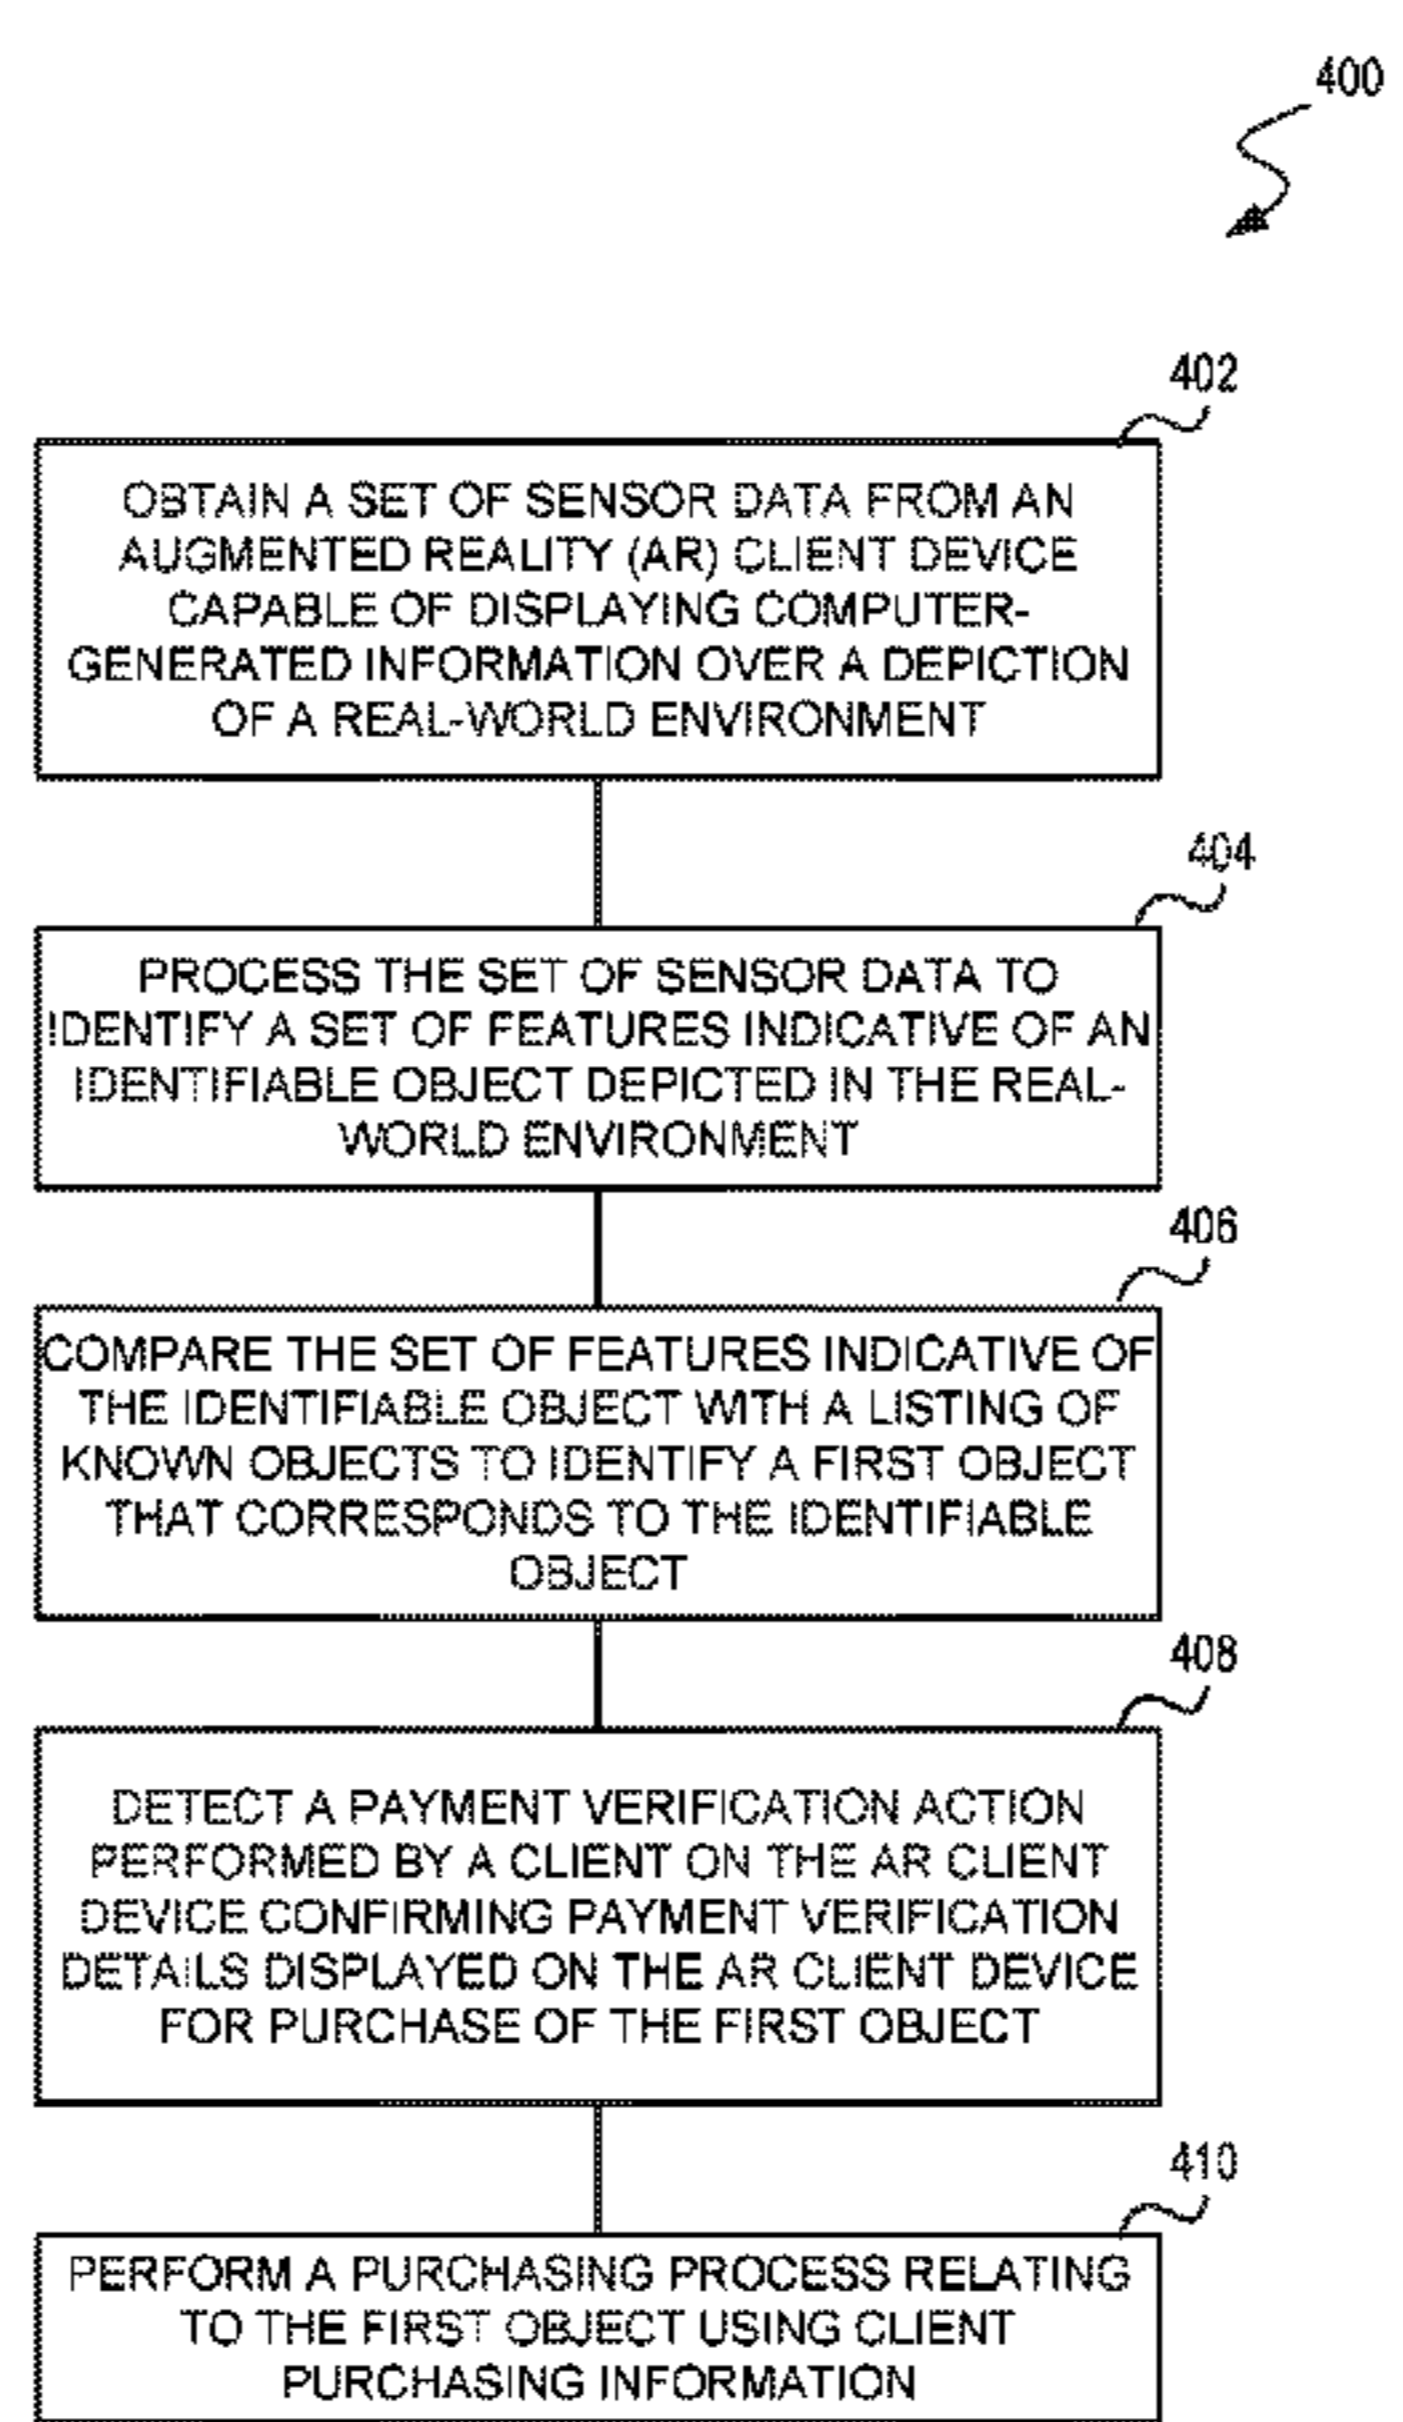 400
402
OBTAIN A SET OF SENSOR DATA FROM AN
AUGMENTED REALITY (AR) CLIENT DEVICE
CAPABLE OF DISPLAYING COMPUTER-
GENERATED INFORMATION OVER A DEPICTION
OF A REAL-WORLD ENVIRONMENT
404
PROCESS THE SET OF SENSOR DATA TO
IDENTIFY A SET OF FEATURES INDICATIVE OF AN
IDENTIFIABLE OBJECT DEPICTED IN THE REAL-
WORLD ENVIRONMENT
406
COMPARE THE SET OF FEATURES INDICATIVE OF
THE IDENTIFIABLE OBJECT WITH A LISTING OF
KNOWN OBJECTS TO IDENTIFY A FIRST OBJECT
THAT CORRESPONDS TO THE IDENTIFIABLE
OBJECT
408
DETECT A PAYMENT VERIFICATION ACTION
PERFORMED BY A CLIENT ON THE AR CLIENT
DEVICE CONFIRMING PAYMENT VERIFICATION
DETAILS DISPLAYED ON THE AR CLIENT DEVICE
FOR PURCHASE OF THE FIRST OBJECT
410
PERFORM A PURCHASING PROCESS RELATING
TO THE FIRST OBJECT USING CLIENT
PURCHASING INFORMATION